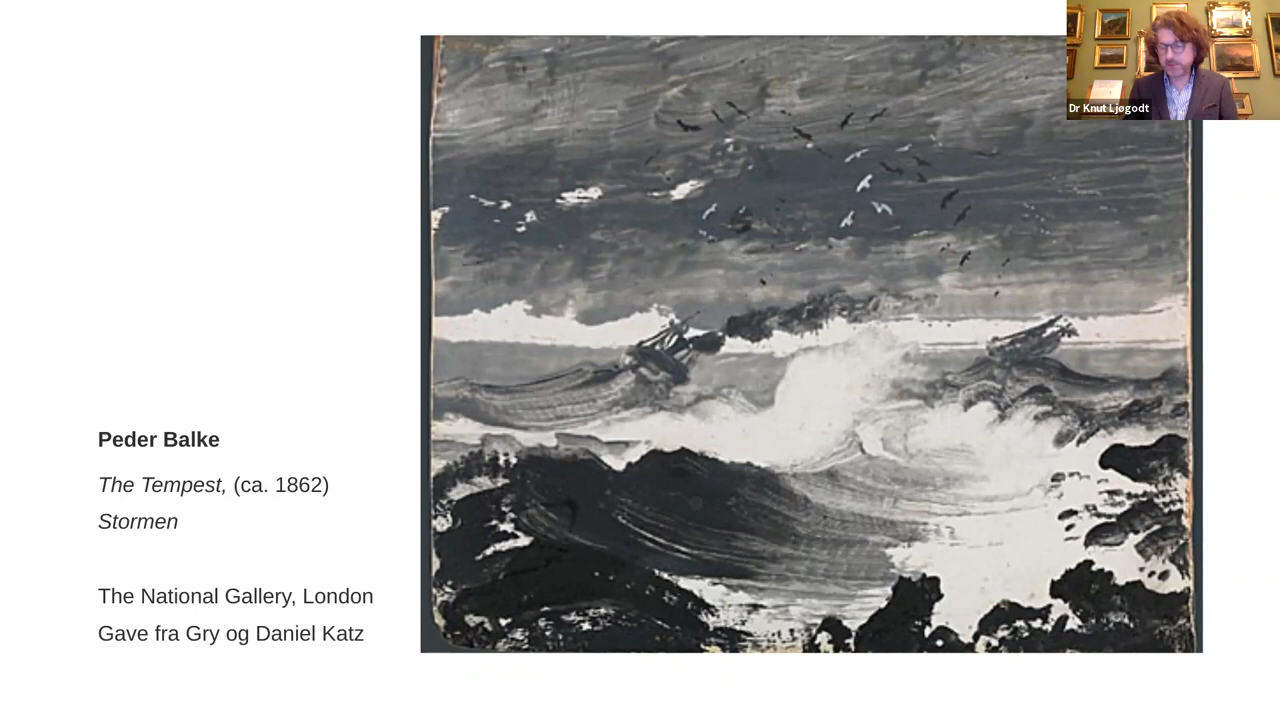 Dr Knut Ljøgodt
Peder Balke
The Tempest, (ca. 1862)
Stormen
The National Gallery, London
Gave fra Gry og Daniel Katz